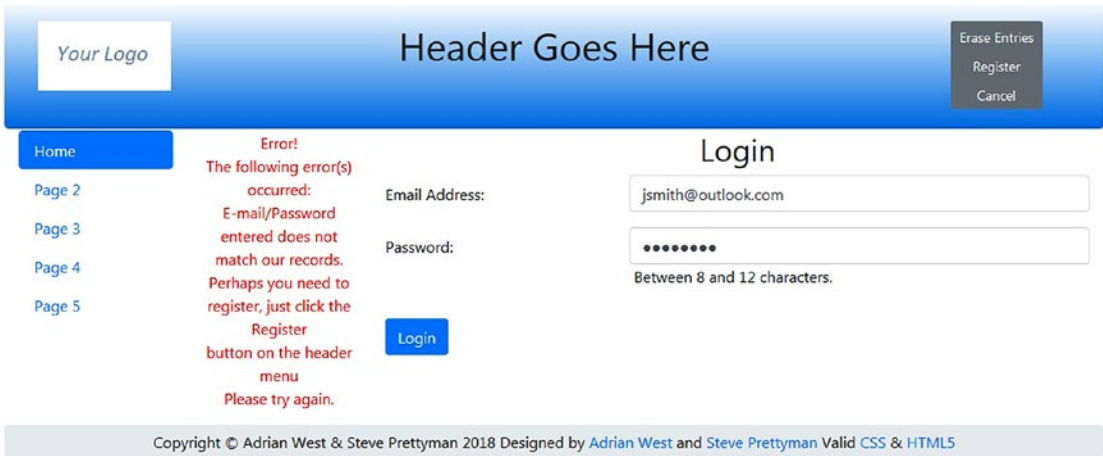 Your Logo
Header Goes Here
Erase Entries
Register
Cancel
Home
Page 2
Page 3
Page 4
Page 5
Error!
The following error(s)
occurred:
E-mail/Password
entered does not
match our records.
Perhaps you need to
register, just click the
Register
button on the header
menu
Please try again.
Login
Email Address:
jsmith@outlook.com
Password:
●●●●●●●●
Between 8 and 12 characters.
Login
Copyright © Adrian West & Steve Prettyman 2018 Designed by Adrian West and Steve Prettyman Valid CSS & HTML5